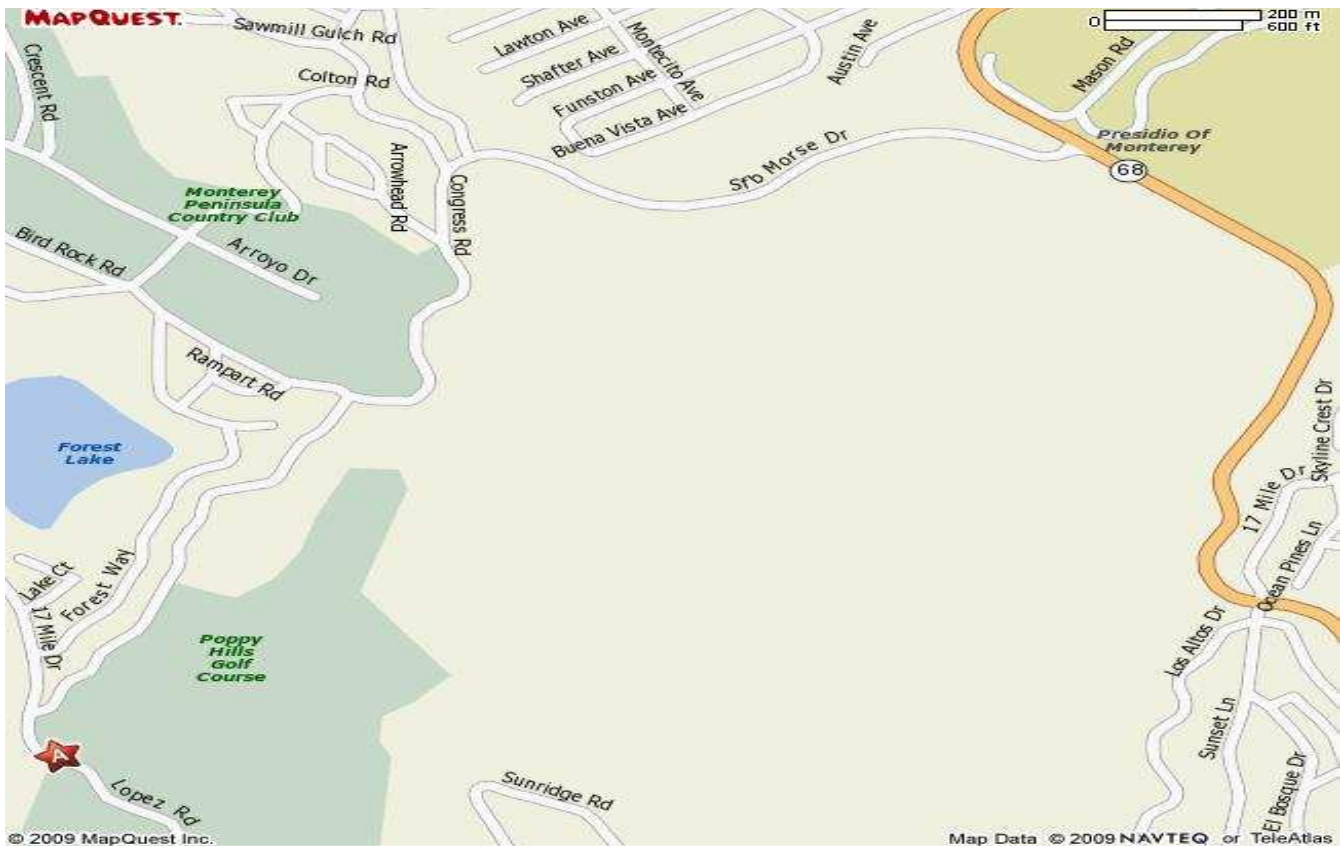 MAPQUEST.
0 200 m
600 ft
Crescent Rd
Sawmill Gulch Rd
Lawton Ave
Montecito Ave
Austin Ave
Mason Rd
Colton Rd
Shafter Ave
Funston Ave
Buena Vista Ave
Sfb Morse Dr
Presidio Of
Monterey
68
Arrowhead Rd
Congress Rd
Monterey
Peninsula
Country Club
Bird Rock Rd
Arroyo Dr
Rampart Rd
Skyline Crest Dr
Forest
Lake
17 Mile Dr
Ocean Pines Ln
Lake Ct
Forest Way
17 Mile Dr
Poppy
Hills
Golf
Course
Los Altos Dr
Sunset Ln
El Bosque Dr
A
Lopez Rd
Sunridge Rd
© 2009 MapQuest Inc.
Map Data © 2009 NAVTEQ or TeleAtlas